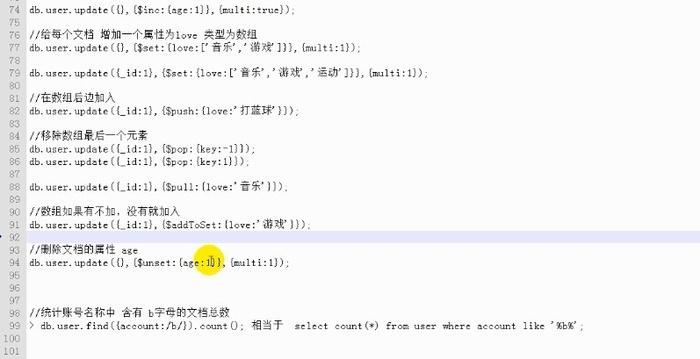 74 db.user.update({},{$inc:{age:1}},{multi:true});
75
76 //给每个文档 增加一个属性为love 类型为数组
77 db.user.update({},{$set:{love:['音乐','游戏']}},{multi:1});
78
79 db.user.update({_id:1},{$set:{love:['音乐','游戏','运动']}},{multi:1});
80
81 //在数组后边加入
82 db.user.update({_id:1},{$push:{love:'打蓝球'}});
83
84 //移除数组最后一个元素
85 db.user.update({_id:1},{$pop:{key:-1}});
86 db.user.update({_id:1},{$pop:{key:1}});
87
88 db.user.update({_id:1},{$pull:{love:'音乐'}});
89
90 //数组如果有不加，没有就加入
91 db.user.update({_id:1},{$addToSet:{love:'游戏'}});
92
93 //删除文档的属性 age
94 db.user.update({},{$unset:{age:1}},{multi:1});
95
96
97
98 //统计账号名称中 含有 b字母的文档总数
99 > db.user.find({account:/b/}).count(); 相当于 select count(*) from user where account like '%b%';
100
101